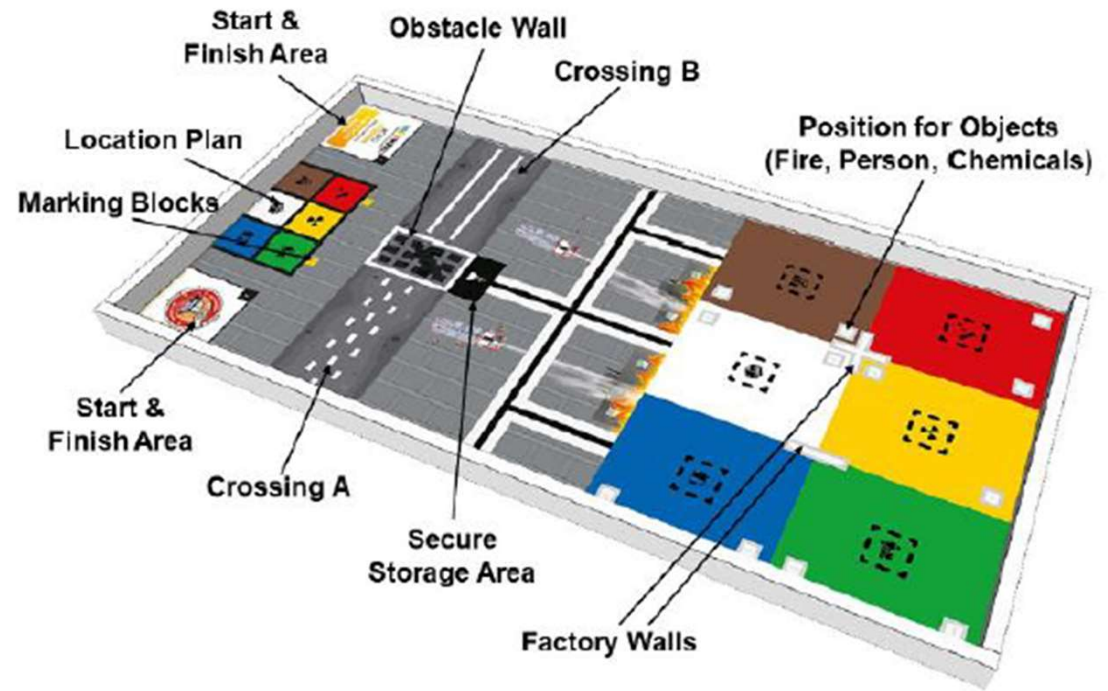 Start &
Finish Area
Obstacle Wall
Crossing B
Location Plan
Position for Objects
(Fire, Person, Chemicals)
Marking Blocks
Start &
Finish Area
Crossing A
Secure
Storage Area
Factory Walls